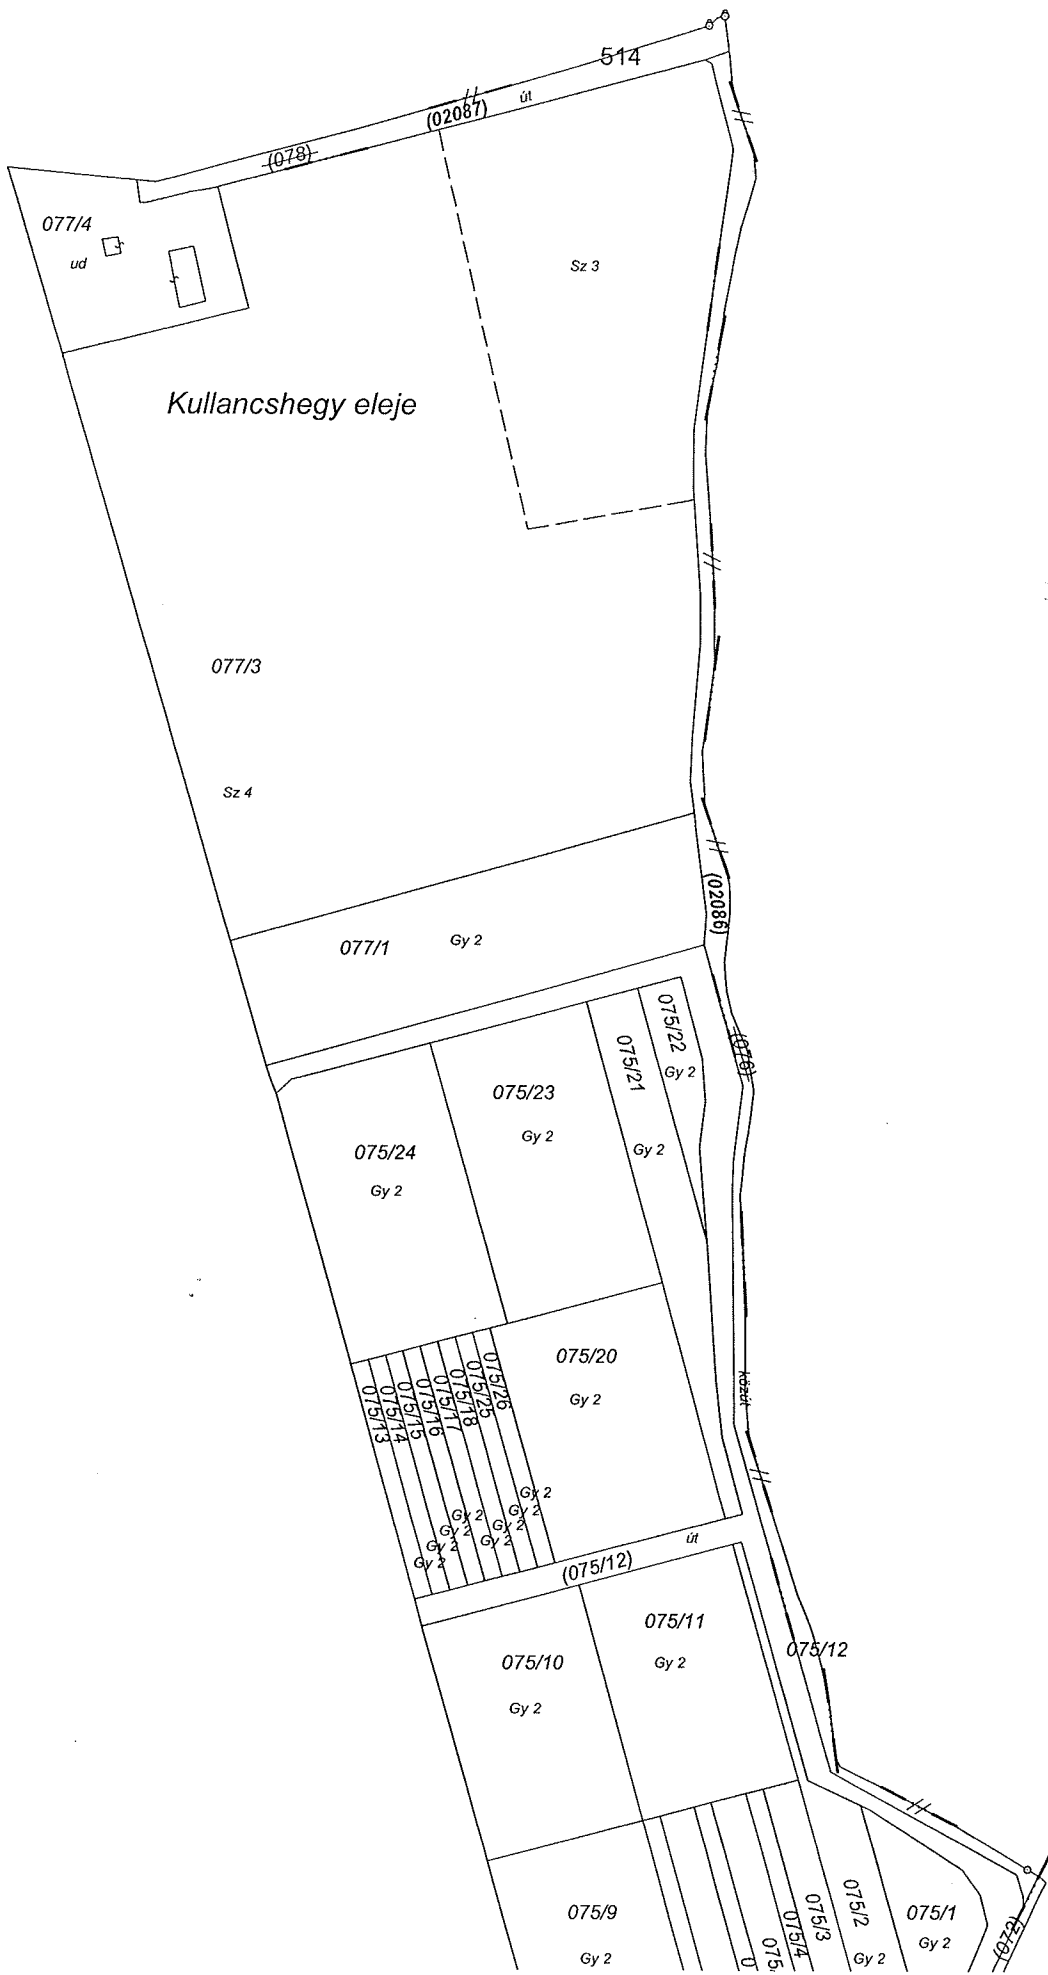 514
út
(02087)
(078)
077/4
ud
Sz 3
Kullancshegy eleje
077/3
Sz 4
(02086)
077/1
Gy 2
075/22
075/21
(076)
Gy 2
075/23
Gy 2
Gy 2
075/24
Gy 2
075/20
Gy 2
közút
075/26
075/25
075/18
075/17
075/16
075/15
075/14
075/13
Gy 2
Gy 2
Gy 2
Gy 2
Gy 2
Gy 2
Gy 2
Gy 2
út
(075/12)
075/11
Gy 2
075/12
075/10
Gy 2
075/9
Gy 2
0
075
075/4
075/3
075/2
Gy 2
075/1
Gy 2
(072)